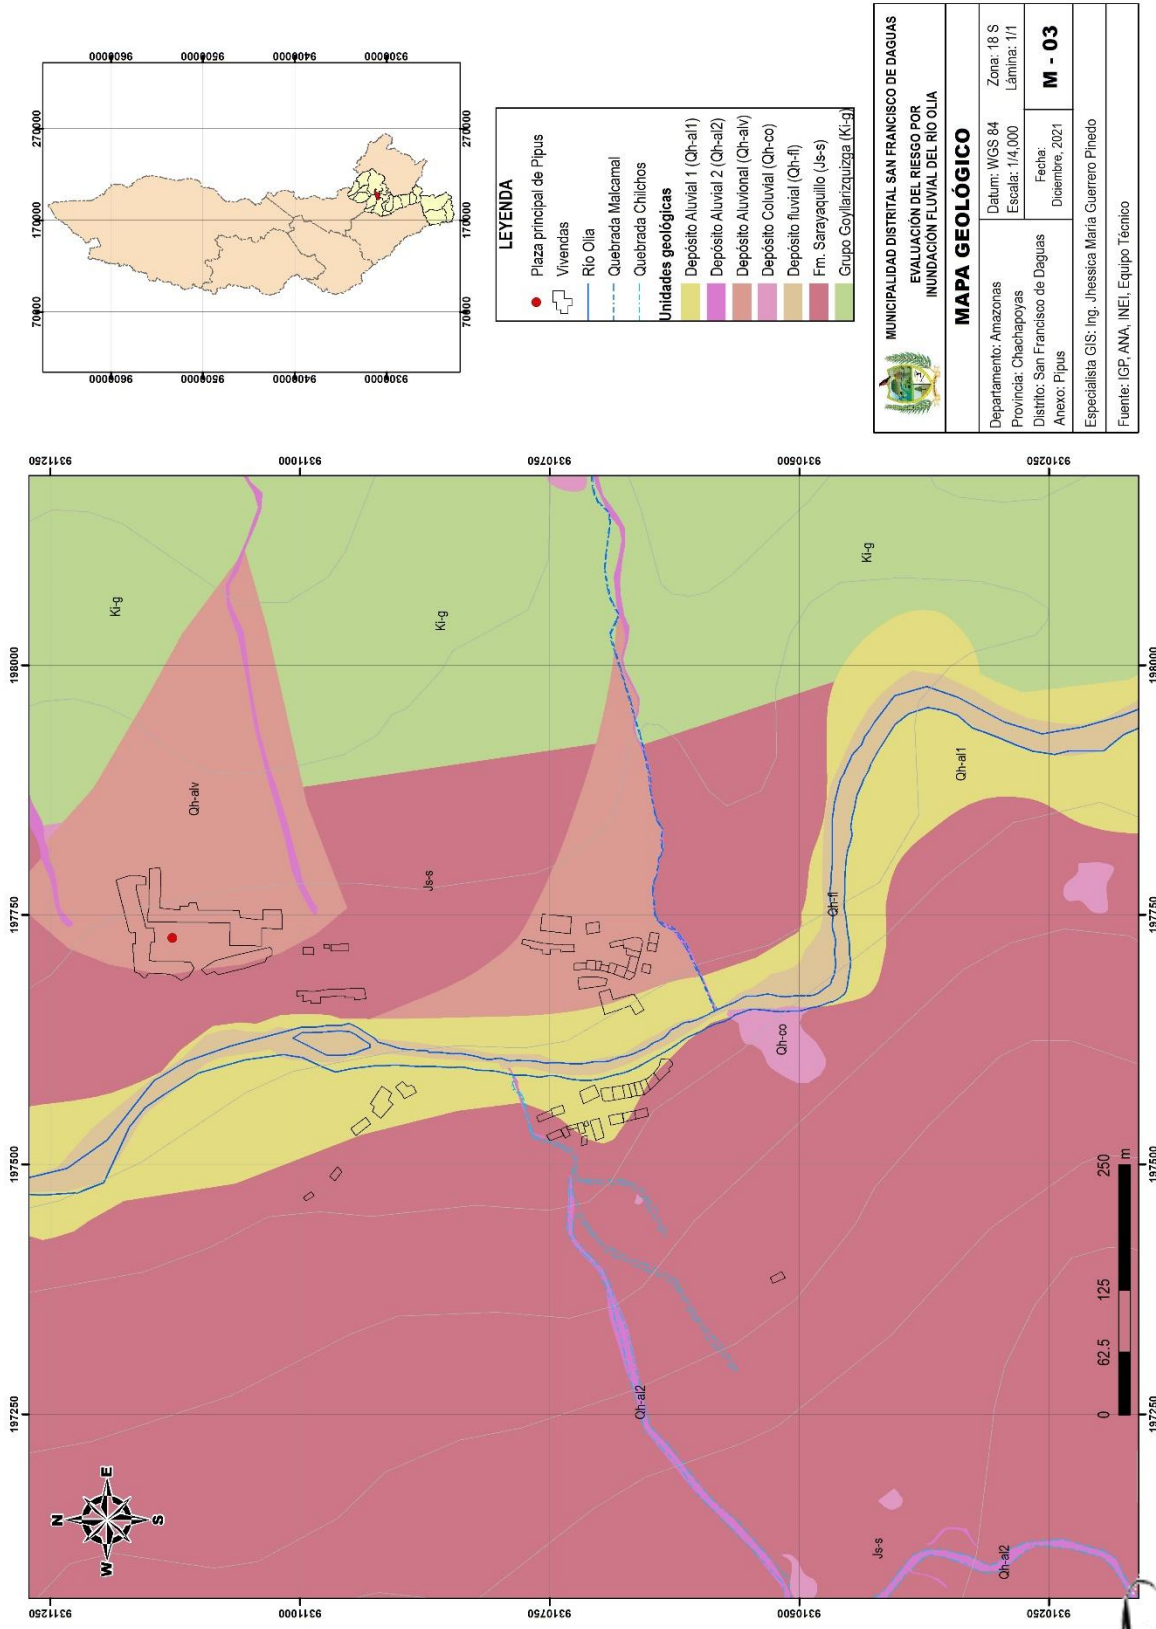 9600000
9500000
9400000
9300000
270000
170000
70000
270000
170000
70000
9600000
9500000
9400000
9300000
LEYENDA
Plaza principal de Pipus
Vivendas
Río Olia
Quebrada Malcamal
Quebrada Chilchos
Unidades geológicas
Depósito Aluvial 1 (Qh-al1)
Depósito Aluvial 2 (Qh-al2)
Depósito Aluvional (Qh-alv)
Depósito Coluvial (Qh-co)
Depósito fluvial (Qh-fl)
Fm. Sarayaquillo (Js-s)
Grupo Goyllarizquizga (Ki-g)
MUNICIPALIDAD DISTRITAL SAN FRANCISCO DE DAGUAS
EVALUACIÓN DEL RIESGO POR
INUNDACIÓN FLUVIAL DEL RÍO OLIA
MAPA GEOLÓGICO
Departamento: Amazonas
Provincia: Chachapoyas
Distrito: San Francisco de Daguas
Anexo: Pipus
Datum: WGS 84
Escala: 1/4,000
Zona: 18 S
Lámina: 1/1
Fecha:
Diciembre, 2021
M - 03
Especialista GIS: Ing. Jhessica María Guerrero Pinedo
Fuente: IGP, ANA, INEI, Equipo Técnico
9311250
9311000
9310750
9310500
9310250
198000
197750
197500
197250
198000
197750
197500
197250
9311250
9311000
9310750
9310500
9310250
Ki-g
Ki-g
Ki-g
Qh-alv
Js-s
Qh-al1
Qh-fl
Qh-co
Qh-al2
Js-s
Qh-al2
N
E
S
W
0
62.5
125
250
m